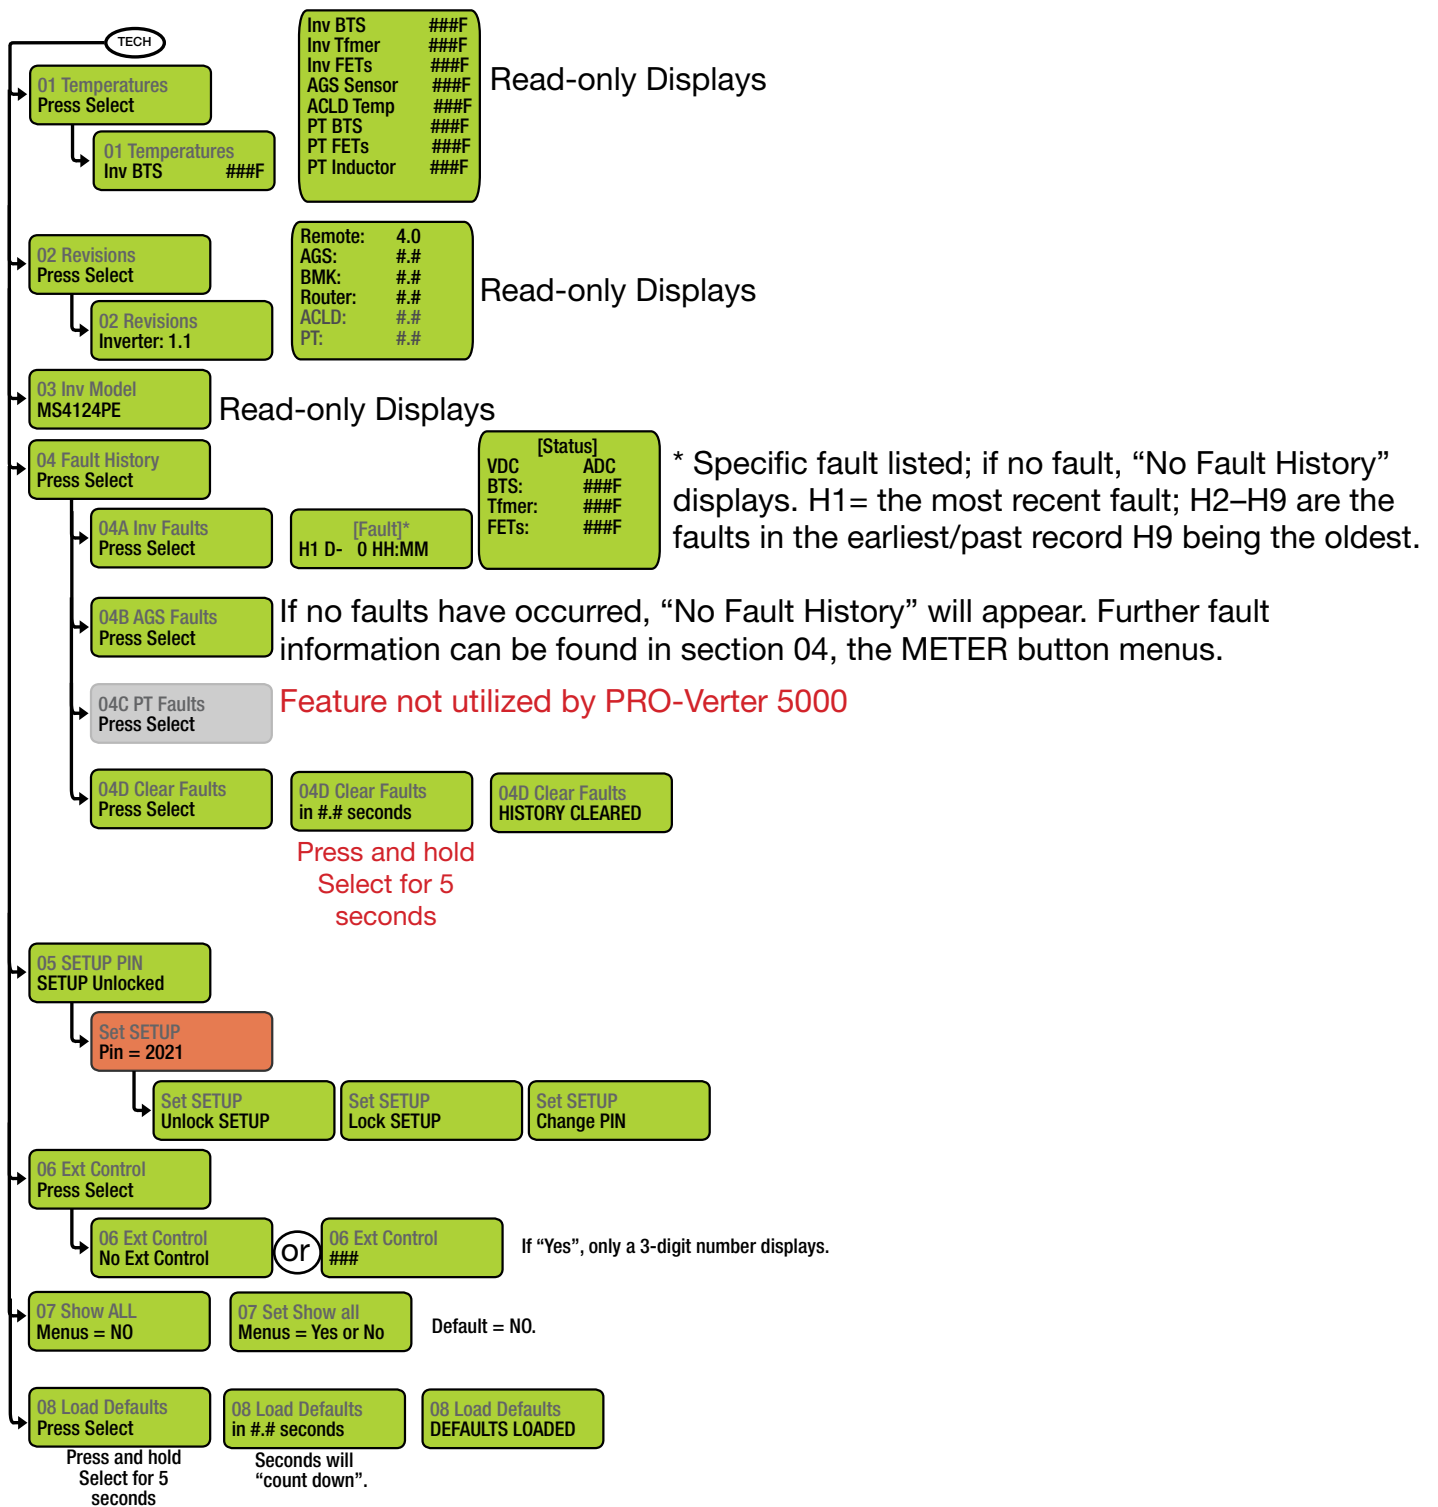 TECH
01 Temperatures
Press Select
01 Temperatures
Inv BTS ###F
Inv BTS ###F
Inv Tfmer ###F
Inv FETs ###F
AGS Sensor ###F
ACLD Temp ###F
PT BTS ###F
PT FETs ###F
PT Inductor ###F
Read-only Displays
02 Revisions
Press Select
02 Revisions
Inverter: 1.1
Remote: 4.0
AGS: #.#
BMK: #.#
Router: #.#
ACLD: #.#
PT: #.#
Read-only Displays
03 Inv Model
MS4124PE
Read-only Displays
04 Fault History
Press Select
04A Inv Faults
Press Select
[Fault]*
H1 D- 0 HH:MM
[Status]
VDC ADC
BTS: ###F
Tfmer: ###F
FETs: ###F
* Specific fault listed; if no fault, “No Fault History”
displays. H1= the most recent fault; H2–H9 are the
faults in the earliest/past record H9 being the oldest.
04B AGS Faults
Press Select
If no faults have occurred, “No Fault History” will appear. Further fault
information can be found in section 04, the METER button menus.
04C PT Faults
Press Select
Feature not utilized by PRO-Verter 5000
04D Clear Faults
Press Select
04D Clear Faults
in #.# seconds
04D Clear Faults
HISTORY CLEARED
Press and hold
Select for 5
seconds
05 SETUP PIN
SETUP Unlocked
Set SETUP
Pin = 2021
Set SETUP
Unlock SETUP
Set SETUP
Lock SETUP
Set SETUP
Change PIN
06 Ext Control
Press Select
06 Ext Control
No Ext Control
or
06 Ext Control
###
If “Yes”, only a 3-digit number displays.
07 Show ALL
Menus = NO
07 Set Show all
Menus = Yes or No
Default = NO.
08 Load Defaults
Press Select
08 Load Defaults
in #.# seconds
08 Load Defaults
DEFAULTS LOADED
Press and hold
Select for 5
seconds
Seconds will
“count down”.